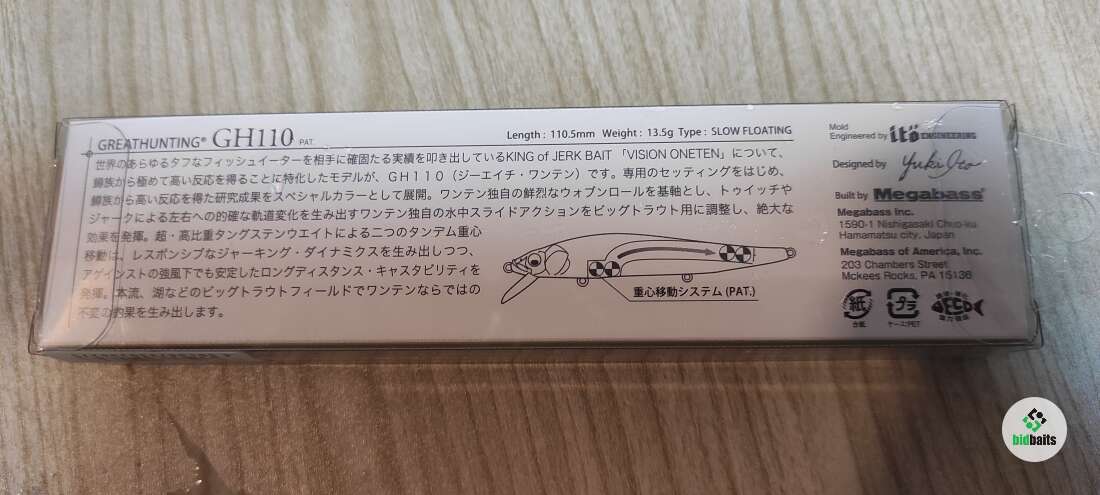 GREATHUNTING® GH110 PAT.
Length : 110.5mm Weight : 13.5g Type : SLOW FLOATING
世界のあらゆるタフなフィッシュイーターを相手に確固たる実績を叩き出しているKING of JERK BAIT 「VISION ONETEN」について、
鱒族から極めて高い反応を得ることに特化したモデルが、GH110（ジーエイチ・ワンテン）です。専用のセッティングをはじめ、
鱒族から高い反応を得た研究成果をスペシャルカラーとして展開。ワンテン独自の鮮烈なウォブンロールを基軸とし、トゥイッチや
ジャークによる左右への的確な軌道変化を生み出すワンテン独自の水中スライドアクションをビッグトラウト用に調整し、絶大な
効果を発揮。超・高比重タングステンウエイトによる二つのタンデム重心
移動は、レスポンシブなジャーキング・ダイナミクスを生み出しつつ、
アゲインストの強風下でも安定したロングディスタンス・キャスタビリティを
発揮。本流、湖などのビッグトラウトフィールドでワンテンならではの
不変の釣果を生み出します。
重心移動システム (PAT.)
Mold
Engineered by itö ENGINEERING
Designed by Yuki Ito
Built by Megabass®
Megabass Inc.
1590-1 Nishigasaki Chuo-ku
Hamamatsu city, Japan
Megabass of America, Inc.
203 Chambers Street
Mckees Rocks, PA 15136
紙
台紙
プラ
ケース:PET
ECO
bidbaits